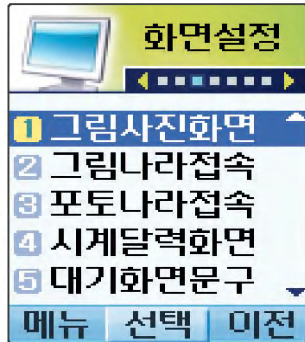 화면설정
1 그림사진화면
2 그림나라접속
3 포토나라접속
4 시계달력화면
5 대기화면문구
메뉴 선택 이전